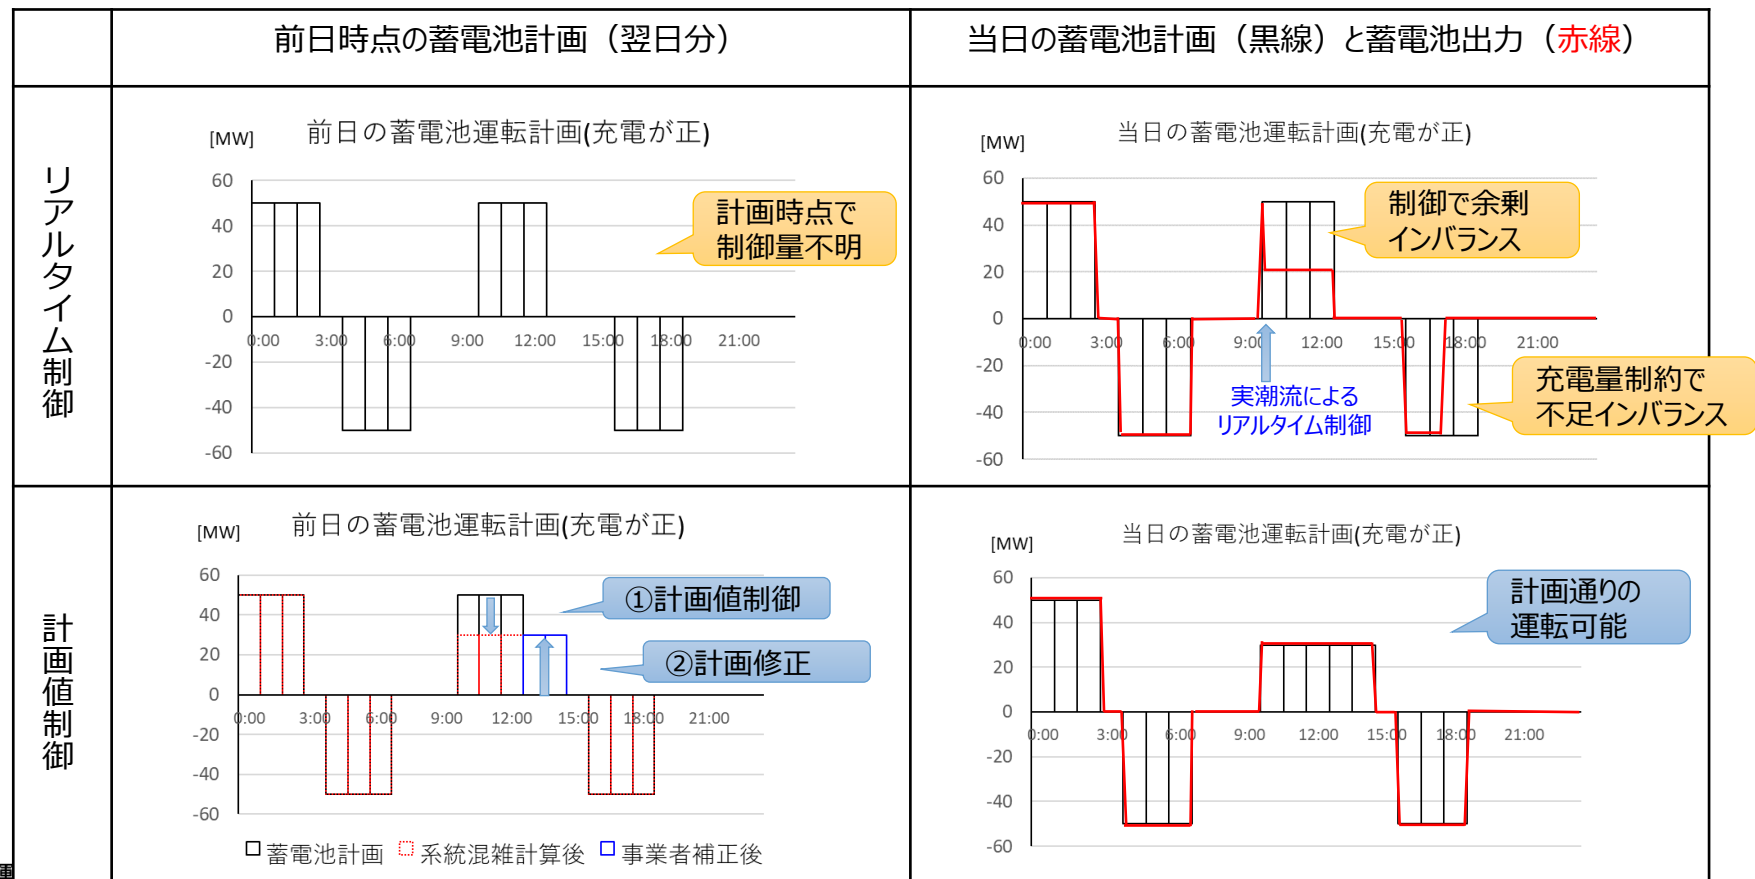 前日時点の蓄電池計画（翌日分）
当日の蓄電池計画（黒線）と蓄電池出力（赤線）
リアルタイム制御
[MW]
前日の蓄電池運転計画(充電が正)
60
40
20
0
-20
-40
-60
0:00 3:00 6:00 9:00 12:00 15:00 18:00 21:00
計画時点で
制御量不明
[MW]
当日の蓄電池運転計画(充電が正)
60
40
20
0
-20
-40
-60
0:00 3:00 6:00 9:00 12:00 15:00 18:00 21:00
制御で余剰
インバランス
実潮流による
リアルタイム制御
充電量制約で
不足インバランス
計画値制御
[MW]
前日の蓄電池運転計画(充電が正)
60
40
20
0
-20
-40
-60
0:00 3:00 6:00 9:00 12:00 15:00 18:00 21:00
①計画値制御
②計画修正
蓄電池計画 系統混雑計算後 事業者補正後
[MW]
当日の蓄電池運転計画(充電が正)
60
40
20
0
-20
-40
-60
0:00 3:00 6:00 9:00 12:00 15:00 18:00 21:00
計画通りの
運転可能